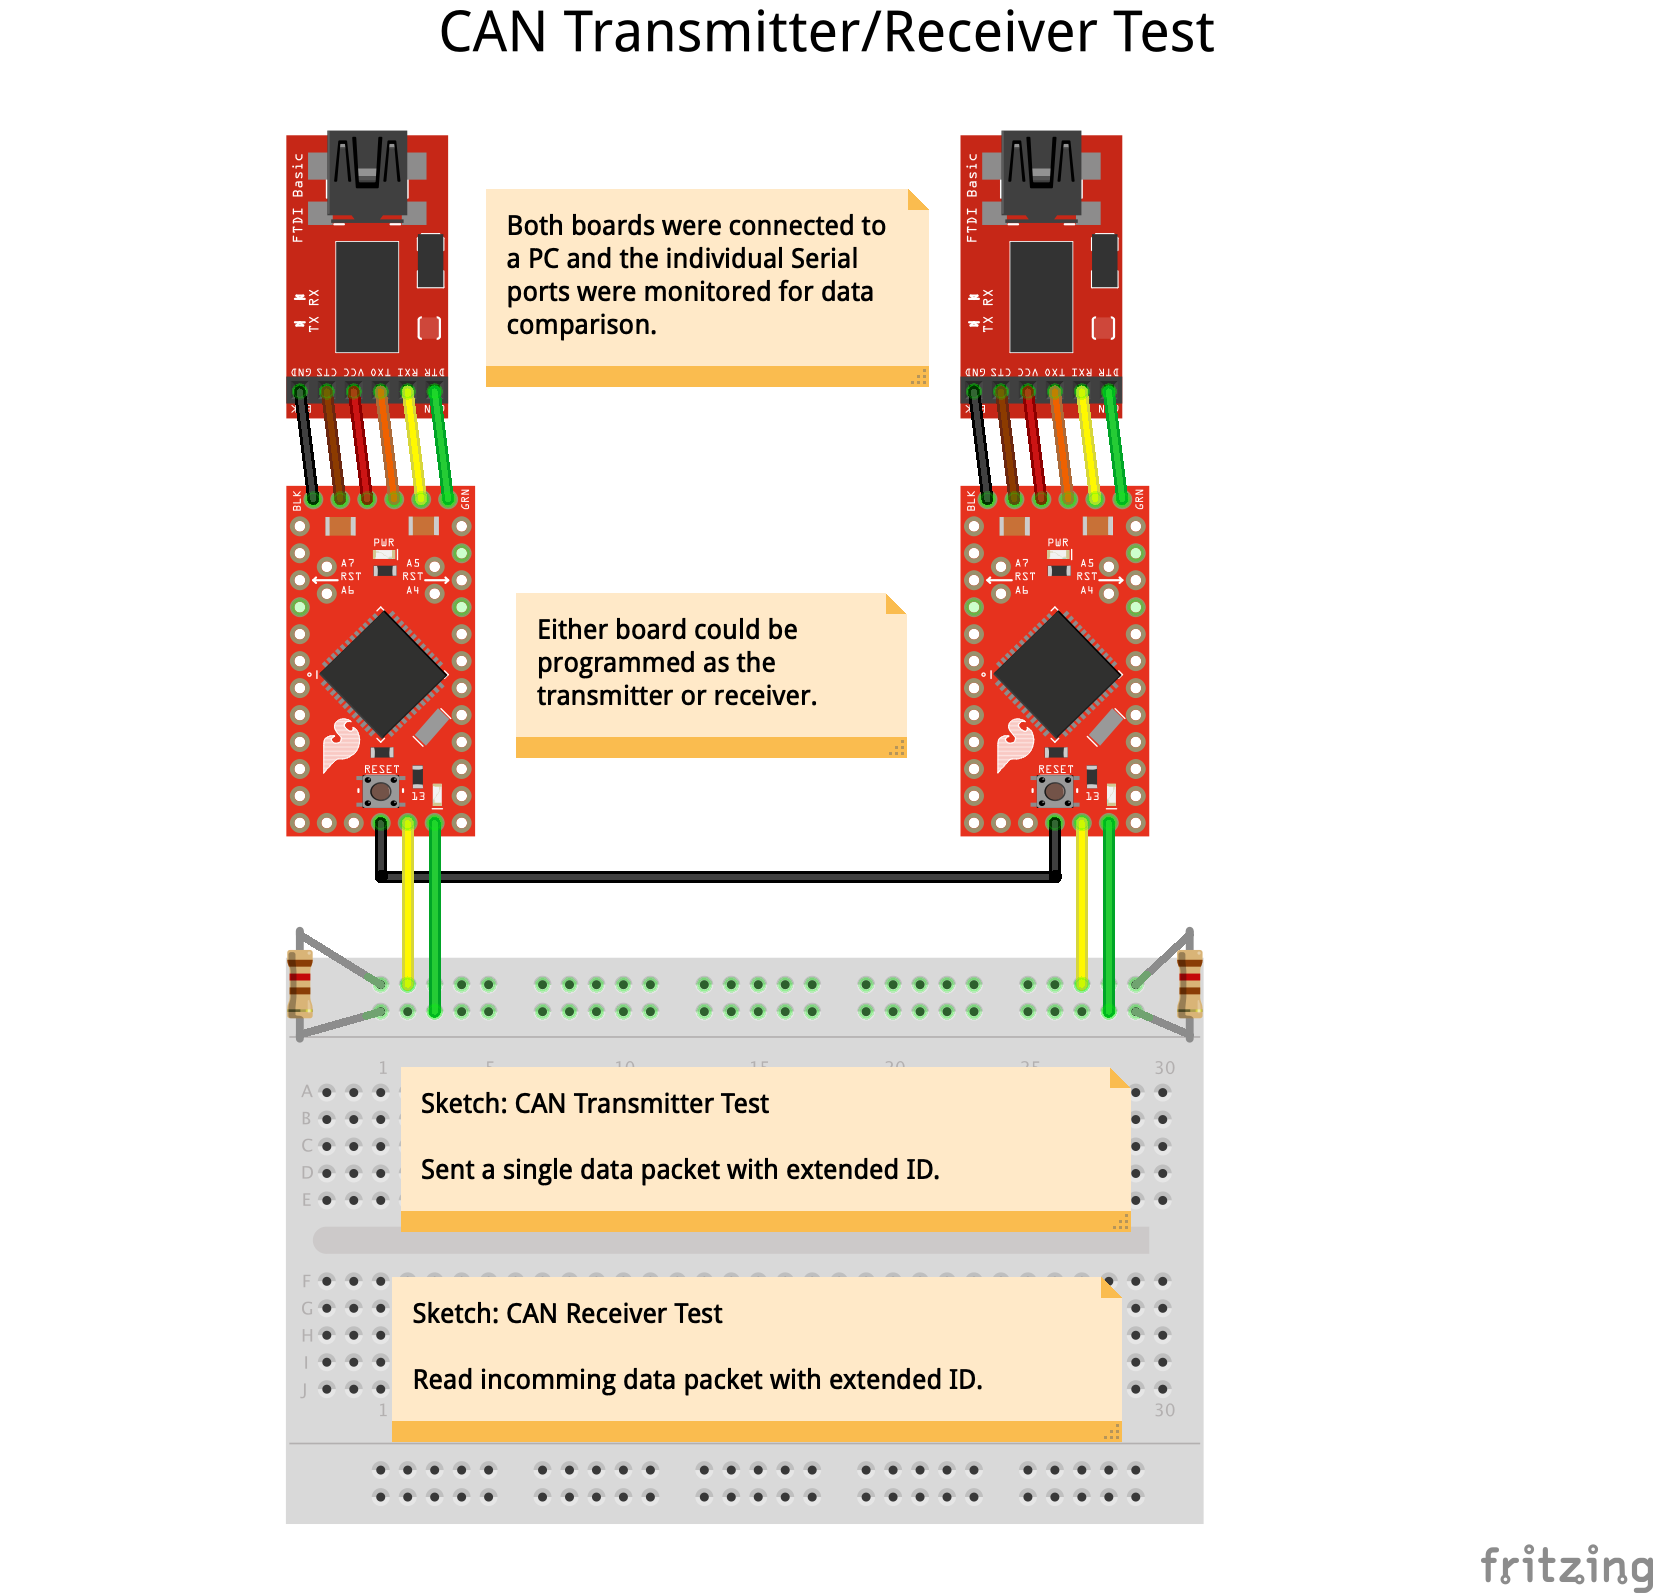 CAN Transmitter/Receiver Test
FTDI Basic
TX RX
GND CTS VCC TXO RXI DTR
FTDI Basic
TX RX
GND CTS VCC TXO RXI DTR
Both boards were connected to
a PC and the individual Serial
ports were monitored for data
comparison.
BLK
GRN
PWR
A7
RST
A6
A5
RST
A4
RESET
13
BLK
GRN
PWR
A7
RST
A6
A5
RST
A4
RESET
13
Either board could be
programmed as the
transmitter or receiver.
1 5 10 15 20 25 30
A
B
C
D
E
Sketch: CAN Transmitter Test
Sent a single data packet with extended ID.
F
G
H
I
J
Sketch: CAN Receiver Test
Read incomming data packet with extended ID.
1 30
fritzing